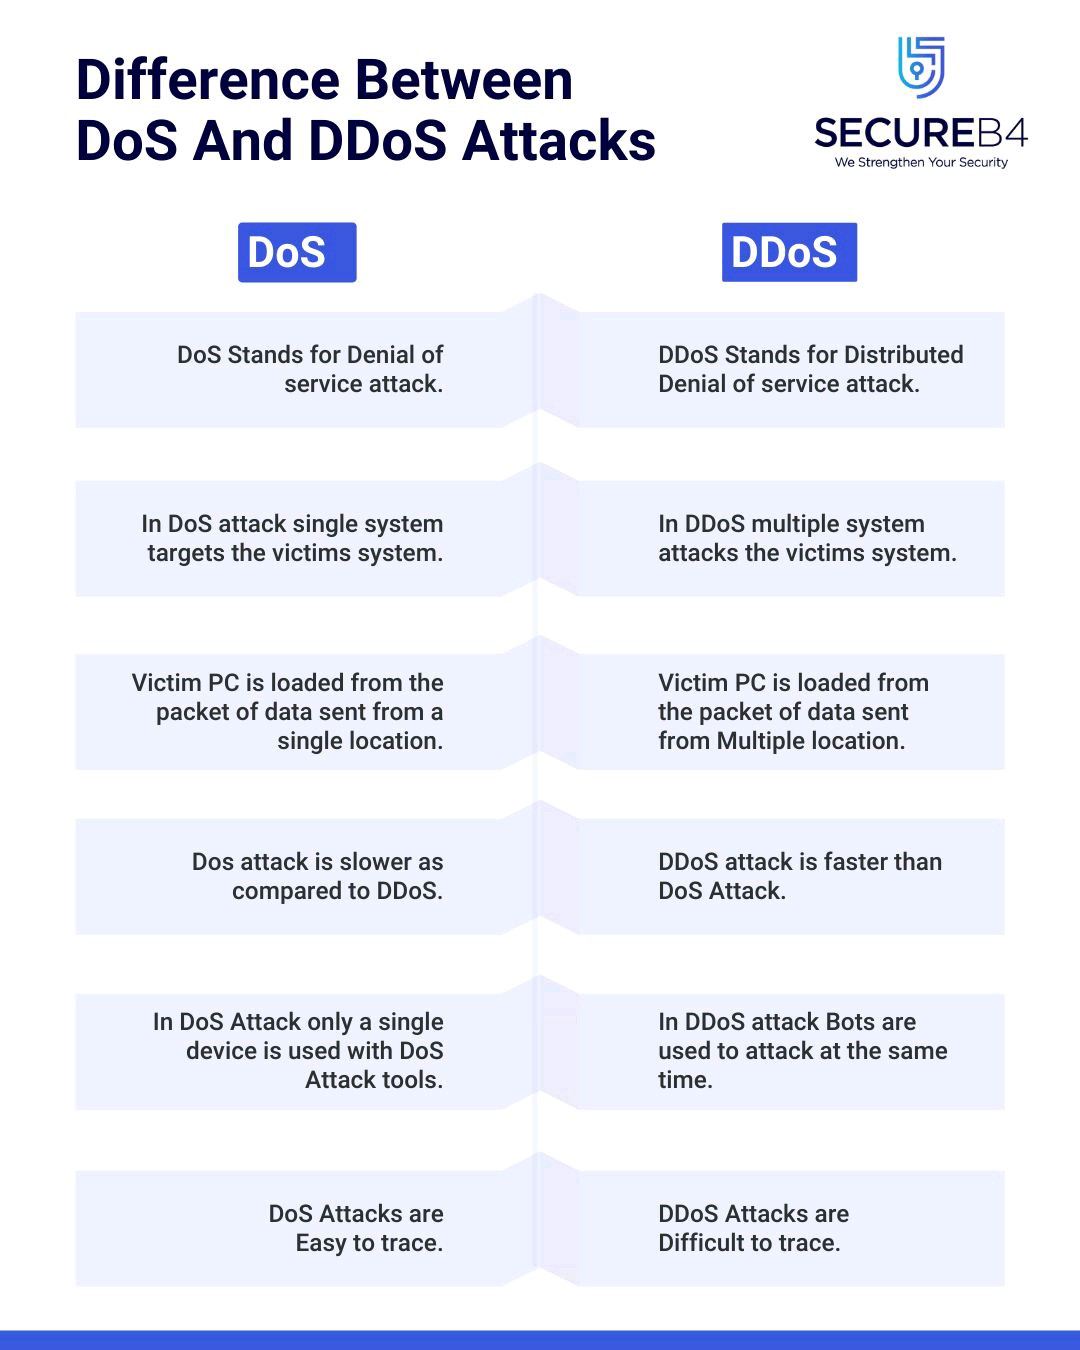 Difference Between
DoS And DDoS Attacks
SECUREB4
We Strengthen Your Security
DoS
DDoS
DoS Stands for Denial of
service attack.
DDoS Stands for Distributed
Denial of service attack.
In DoS attack single system
targets the victims system.
In DDoS multiple system
attacks the victims system.
Victim PC is loaded from the
packet of data sent from a
single location.
Victim PC is loaded from
the packet of data sent
from Multiple location.
Dos attack is slower as
compared to DDoS.
DDoS attack is faster than
DoS Attack.
In DoS Attack only a single
device is used with DoS
Attack tools.
In DDoS attack Bots are
used to attack at the same
time.
DoS Attacks are
Easy to trace.
DDoS Attacks are
Difficult to trace.